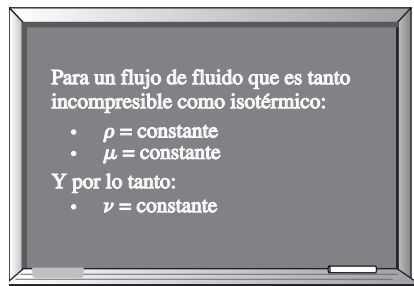 Para un flujo de fluido que es tanto
incompresible como isotérmico:
• ρ = constante
• μ = constante
Y por lo tanto:
• ν = constante